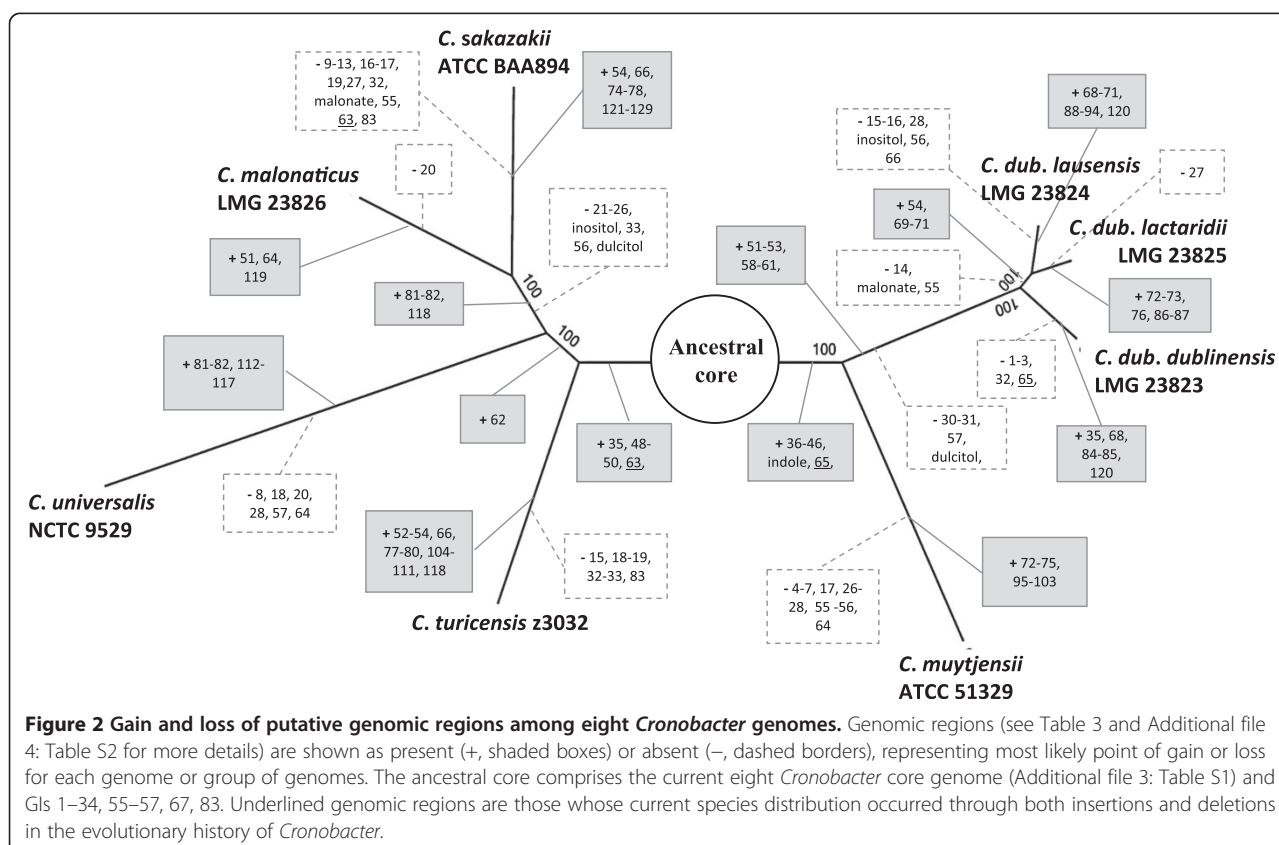 C. sakazakii
ATCC BAA894
- 9-13, 16-17,
19,27, 32,
malonate, 55,
63, 83
+ 54, 66,
74-78,
121-129
+ 68-71,
88-94, 120
- 15-16, 28,
inositol, 56,
66
C. dub. lausensis
LMG 23824
- 27
C. malonaticus
LMG 23826
- 20
- 21-26,
inositol, 33,
56, dulcitol
+ 54,
69-71
C. dub. lactaridii
LMG 23825
+ 51, 64,
119
+ 51-53,
58-61,
- 14,
malonate, 55
100
100
100
+ 81-82,
118
+ 72-73,
76, 86-87
100
Ancestral
core
100
+ 81-82, 112-
117
- 1-3,
32, 65,
C. dub. dublinensis
LMG 23823
+ 62
+ 35, 48-
50, 63,
+ 36-46,
indole, 65,
- 30-31,
57,
dulcitol,
+ 35, 68,
84-85,
120
C. universalis
NCTC 9529
- 8, 18, 20,
28, 57, 64
+ 52-54, 66,
77-80, 104-
111, 118
- 15, 18-19,
32-33, 83
- 4-7, 17, 26-
28, 55 -56,
64
+ 72-75,
95-103
C. turicensis z3032
C. muytjensii
ATCC 51329
Figure 2 Gain and loss of putative genomic regions among eight Cronobacter genomes. Genomic regions (see Table 3 and Additional file
4: Table S2 for more details) are shown as present (+, shaded boxes) or absent (−, dashed borders), representing most likely point of gain or loss
for each genome or group of genomes. The ancestral core comprises the current eight Cronobacter core genome (Additional file 3: Table S1) and
GIs 1–34, 55–57, 67, 83. Underlined genomic regions are those whose current species distribution occurred through both insertions and deletions
in the evolutionary history of Cronobacter.